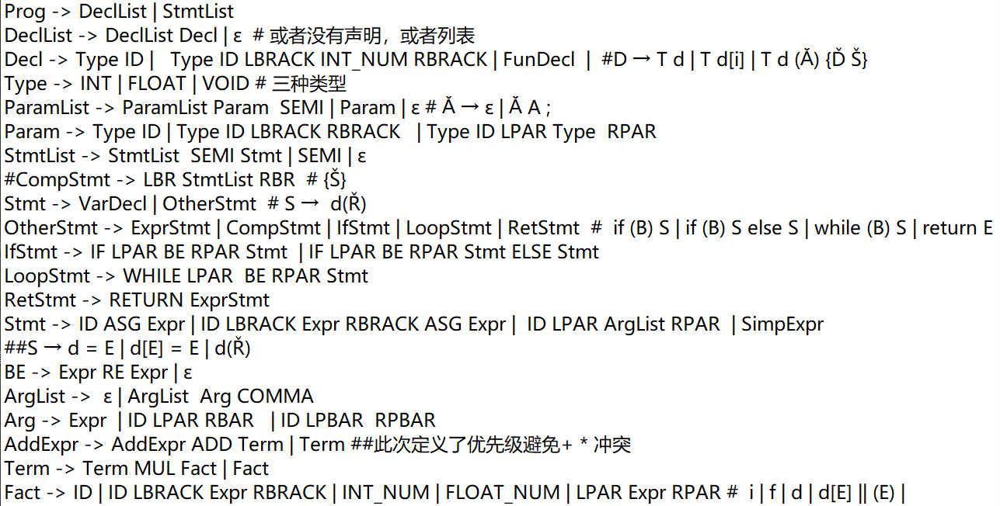 Prog -> DeclList | StmtList
DeclList -> DeclList Decl | ε  # 或者没有声明，或者列表
Decl -> Type ID |   Type ID LBRACK INT_NUM RBRACK | FunDecl  |  #D → T d | T d[i] | T d (Ǎ) {Ď Š}
Type -> INT | FLOAT | VOID # 三种类型
ParamList -> ParamList Param  SEMI | Param | ε # Ǎ → ε | Ǎ A ;
Param -> Type ID | Type ID LBRACK RBRACK   | Type ID LPAR Type  RPAR
StmtList -> StmtList  SEMI Stmt | SEMI | ε
#CompStmt -> LBR StmtList RBR  # {Š}
Stmt -> VarDecl | OtherStmt  # S →  d(Ř)
OtherStmt -> ExprStmt | CompStmt | IfStmt | LoopStmt | RetStmt  #  if (B) S | if (B) S else S | while (B) S | return E
IfStmt -> IF LPAR BE RPAR Stmt  | IF LPAR BE RPAR Stmt ELSE Stmt
LoopStmt -> WHILE LPAR  BE RPAR Stmt
RetStmt -> RETURN ExprStmt
Stmt -> ID ASG Expr | ID LBRACK Expr RBRACK ASG Expr |  ID LPAR ArgList RPAR  | SimpExpr
##S → d = E | d[E] = E | d(Ř)
BE -> Expr RE Expr | ε
ArgList ->  ε | ArgList  Arg COMMA
Arg -> Expr  | ID LPAR RBAR   | ID LPBAR  RPBAR
AddExpr -> AddExpr ADD Term | Term ##此次定义了优先级避免+ * 冲突
Term -> Term MUL Fact | Fact
Fact -> ID | ID LBRACK Expr RBRACK | INT_NUM | FLOAT_NUM | LPAR Expr RPAR #  i | f | d | d[E] || (E) |